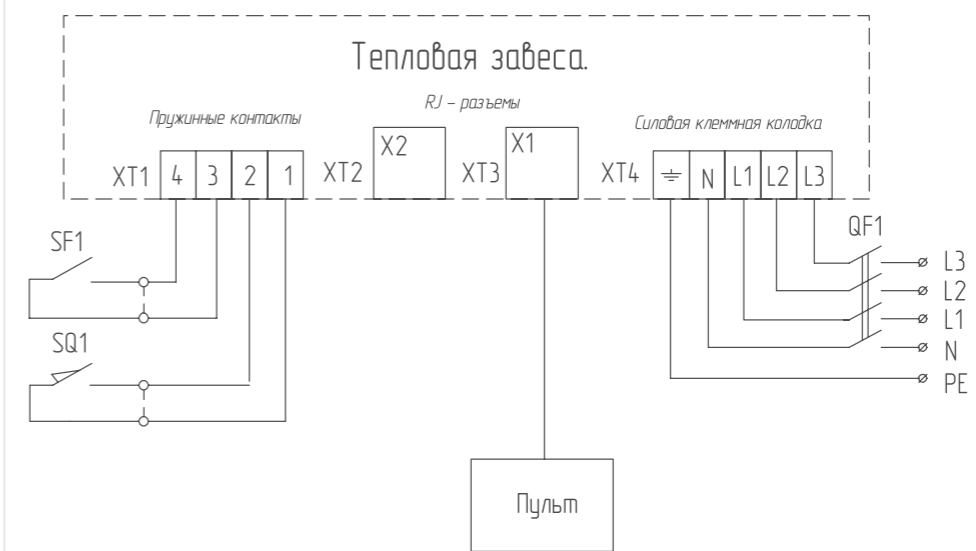 Тепловая завеса.
RJ - разъемы
Пружинные контакты
Силовая клеммная колодка
XT1 4 3 2 1
XT2 X2
XT3 X1
XT4 N L1 L2 L3
SF1
SQ1
QF1
L3
L2
L1
N
PE
Пульт